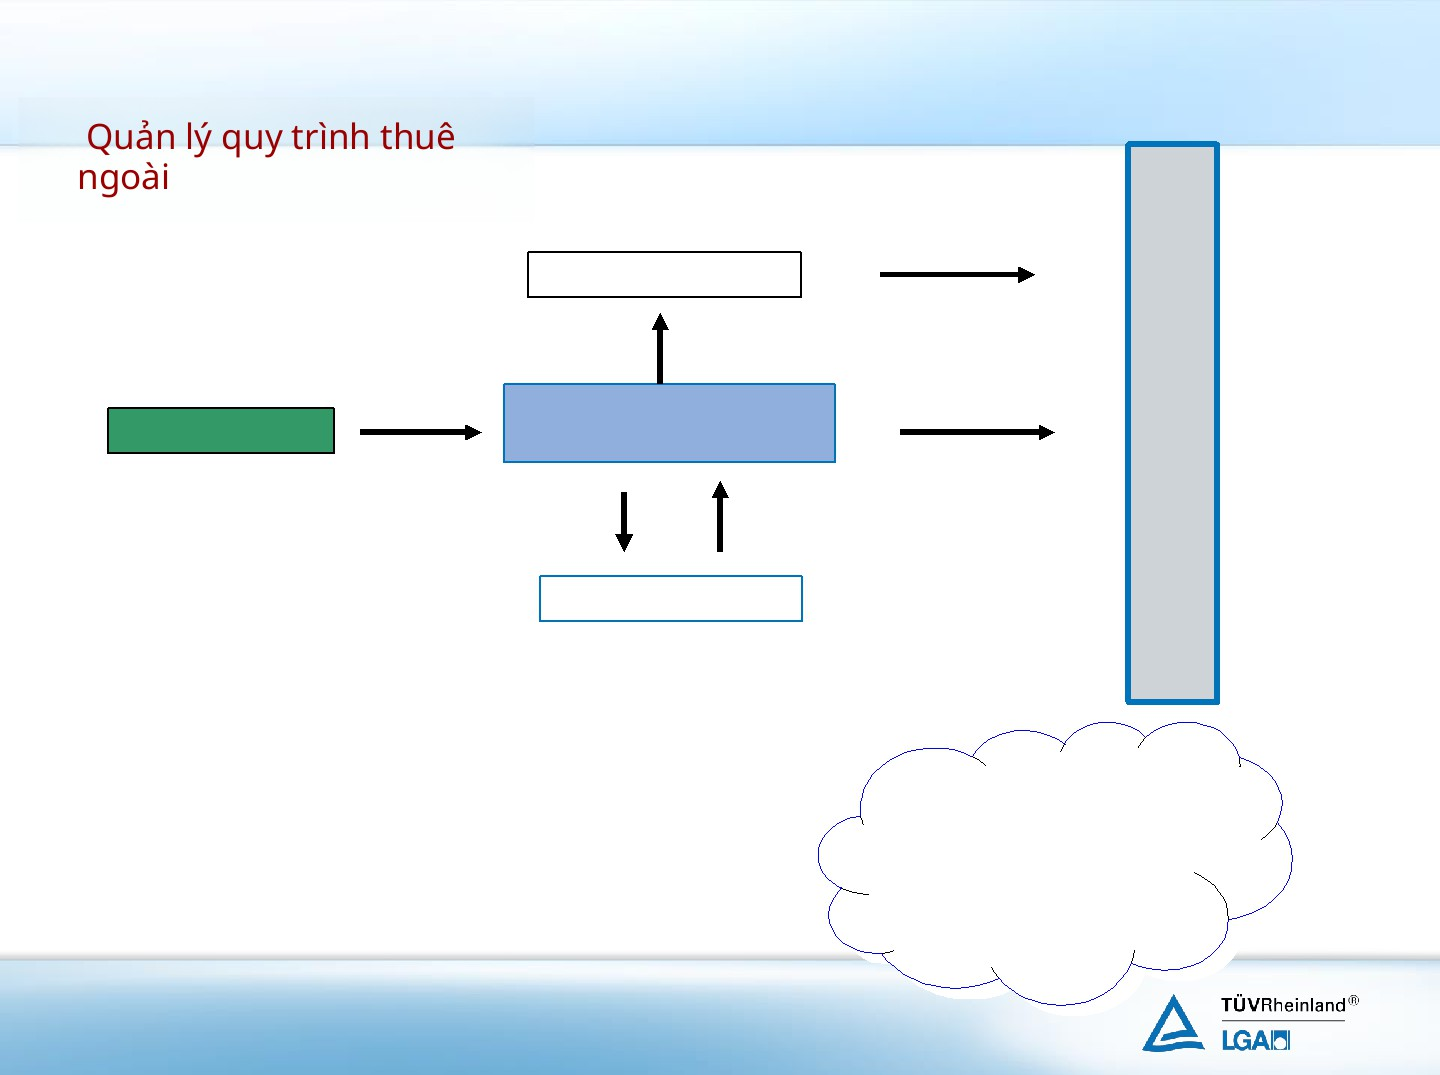 Quản lý quy trình thuê
ngoài
TÜVRheinland®
LGA